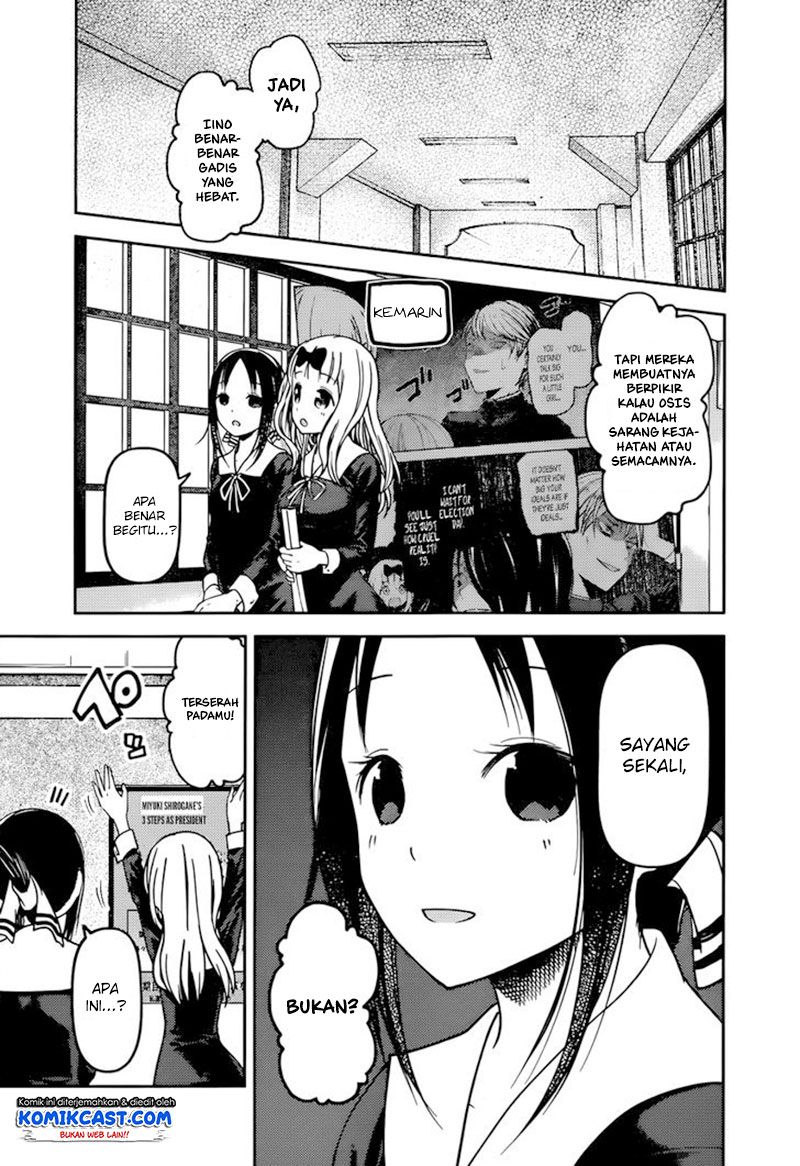 JADI
YA,
IINO
BENAR-
BENAR
GADIS
YANG
HEBAT.
KEMARIN
TAPI MEREKA
MEMBUATNYA
BERPIKIR
KALAU OSIS
ADALAH
SARANG KEJA-
HATAN ATAU
SEMACAMNYA.
YOU...
YOU
CERTAINLY
TALK BIG
FOR SUCH
A LITTLE
GIRL...
IT DOESN'T
MATTER HOW
BIG YOUR
IDEALS ARE IF
THEY'RE JUST
IDEALS...
I CAN'T
WAIT FOR
ELECTION
DAY.
YOU'LL
SEE JUST
HOW CRUEL
REALITY
IS.
APA
BENAR
BEGITU...?
SAYANG
SEKALI,
BUKAN?
TERSERAH
PADAMU!
ペロ
MIYUKI SHIROGANE'S
3 STEPS AS PRESIDENT
APA
INI...?
Komik ini diterjemahkan & diedit oleh
KOMIKCAST.COM
BUKAN WEB LAIN!!